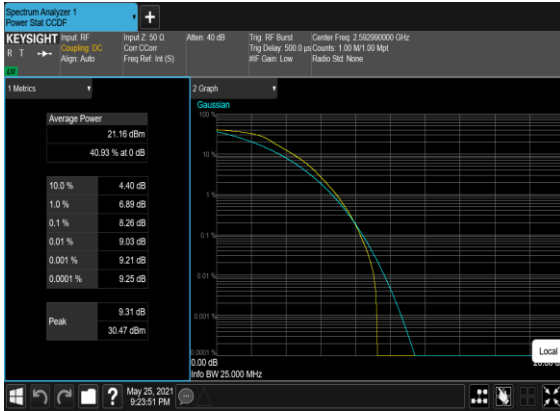 Spectrum Analyzer 1
Power Stat CCDF
+
KEYSIGHT
R T
Input: RF
Coupling: DC
Align: Auto
Input Z: 50 Ω
Corr CCorr
Freq Ref: Int (S)
Atten: 40 dB
Trig: RF Burst
Trig Delay: 500.0 µs
#IF Gain: Low
Center Freq: 2.592990000 GHz
Counts: 1.00 M/1.00 Mpt
Radio Std: None
1 Metrics
Average Power
21.16 dBm
40.93 % at 0 dB
10.0 % 4.40 dB
1.0 % 6.89 dB
0.1 % 8.26 dB
0.01 % 9.03 dB
0.001 % 9.21 dB
0.0001 % 9.25 dB
Peak
9.31 dB
30.47 dBm
2 Graph
Gaussian
100 %
10 %
1 %
0.1 %
0.01 %
0.001 %
0.0001 %
0.00 dB
Info BW 25.000 MHz
Local
?
May 25, 2021
9:23:51 PM